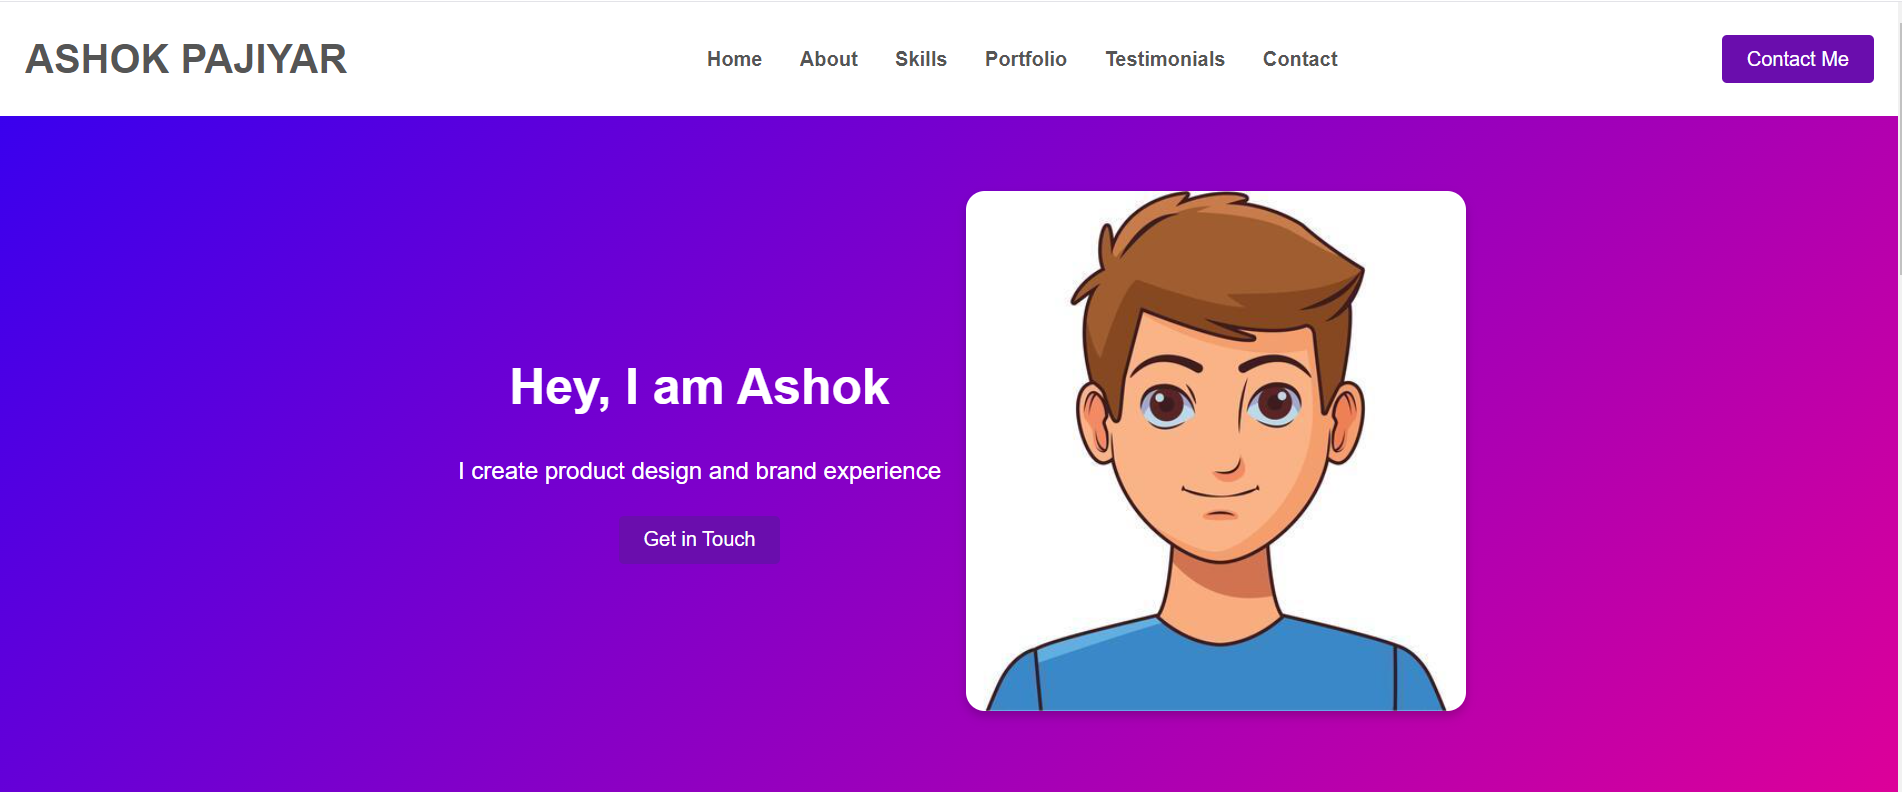 ASHOK PAJIYAR
Home About Skills Portfolio Testimonials Contact
Contact Me
Hey, I am Ashok
I create product design and brand experience
Get in Touch